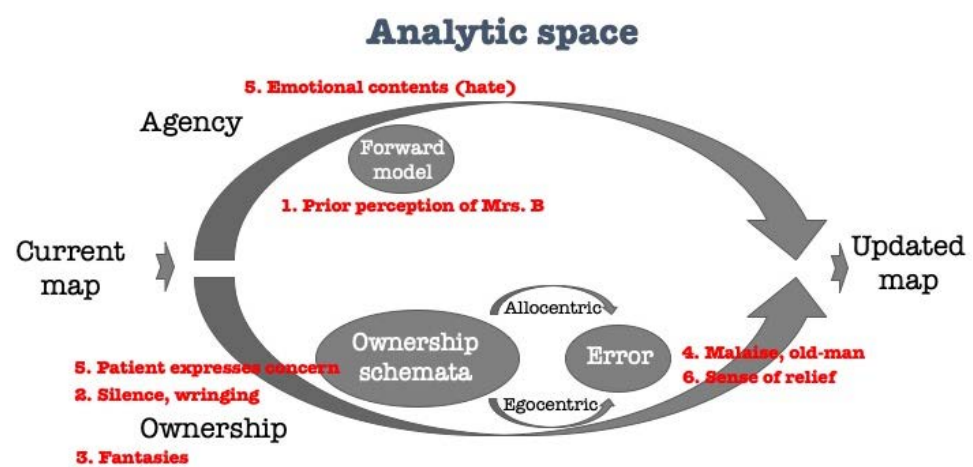 Analytic space
5. Emotional contents (hate)
Agency
Forward
model
1. Prior perception of Mrs. B
Current
map
Updated
map
Allocentric
Ownership
schemata
Error
4. Malaise, old-man
5. Patient expresses concern
6. Sense of relief
2. Silence, wringing
Egocentric
Ownership
3. Fantasies